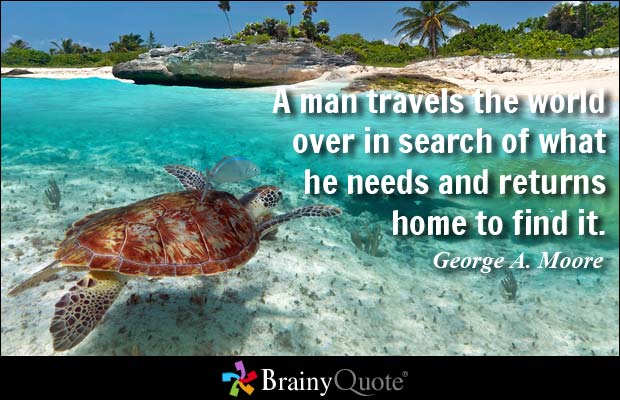 A man travels the world
over in search of what
he needs and returns
home to find it.
George A. Moore
BrainyQuote®